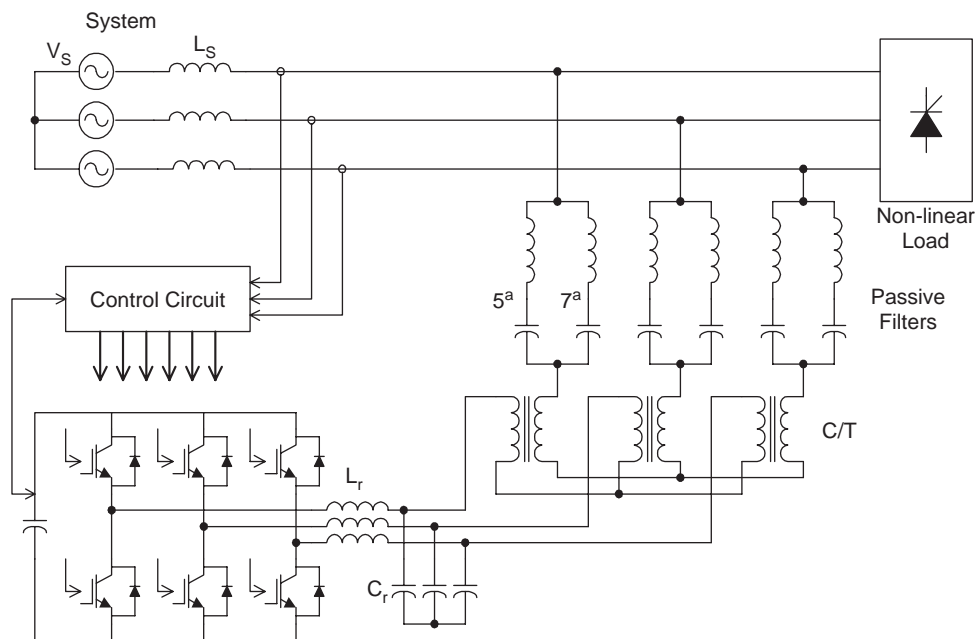 System
V_S
L_S
Non-linear
Load
Control Circuit
5^a
7^a
Passive
Filters
C/T
L_r
C_r